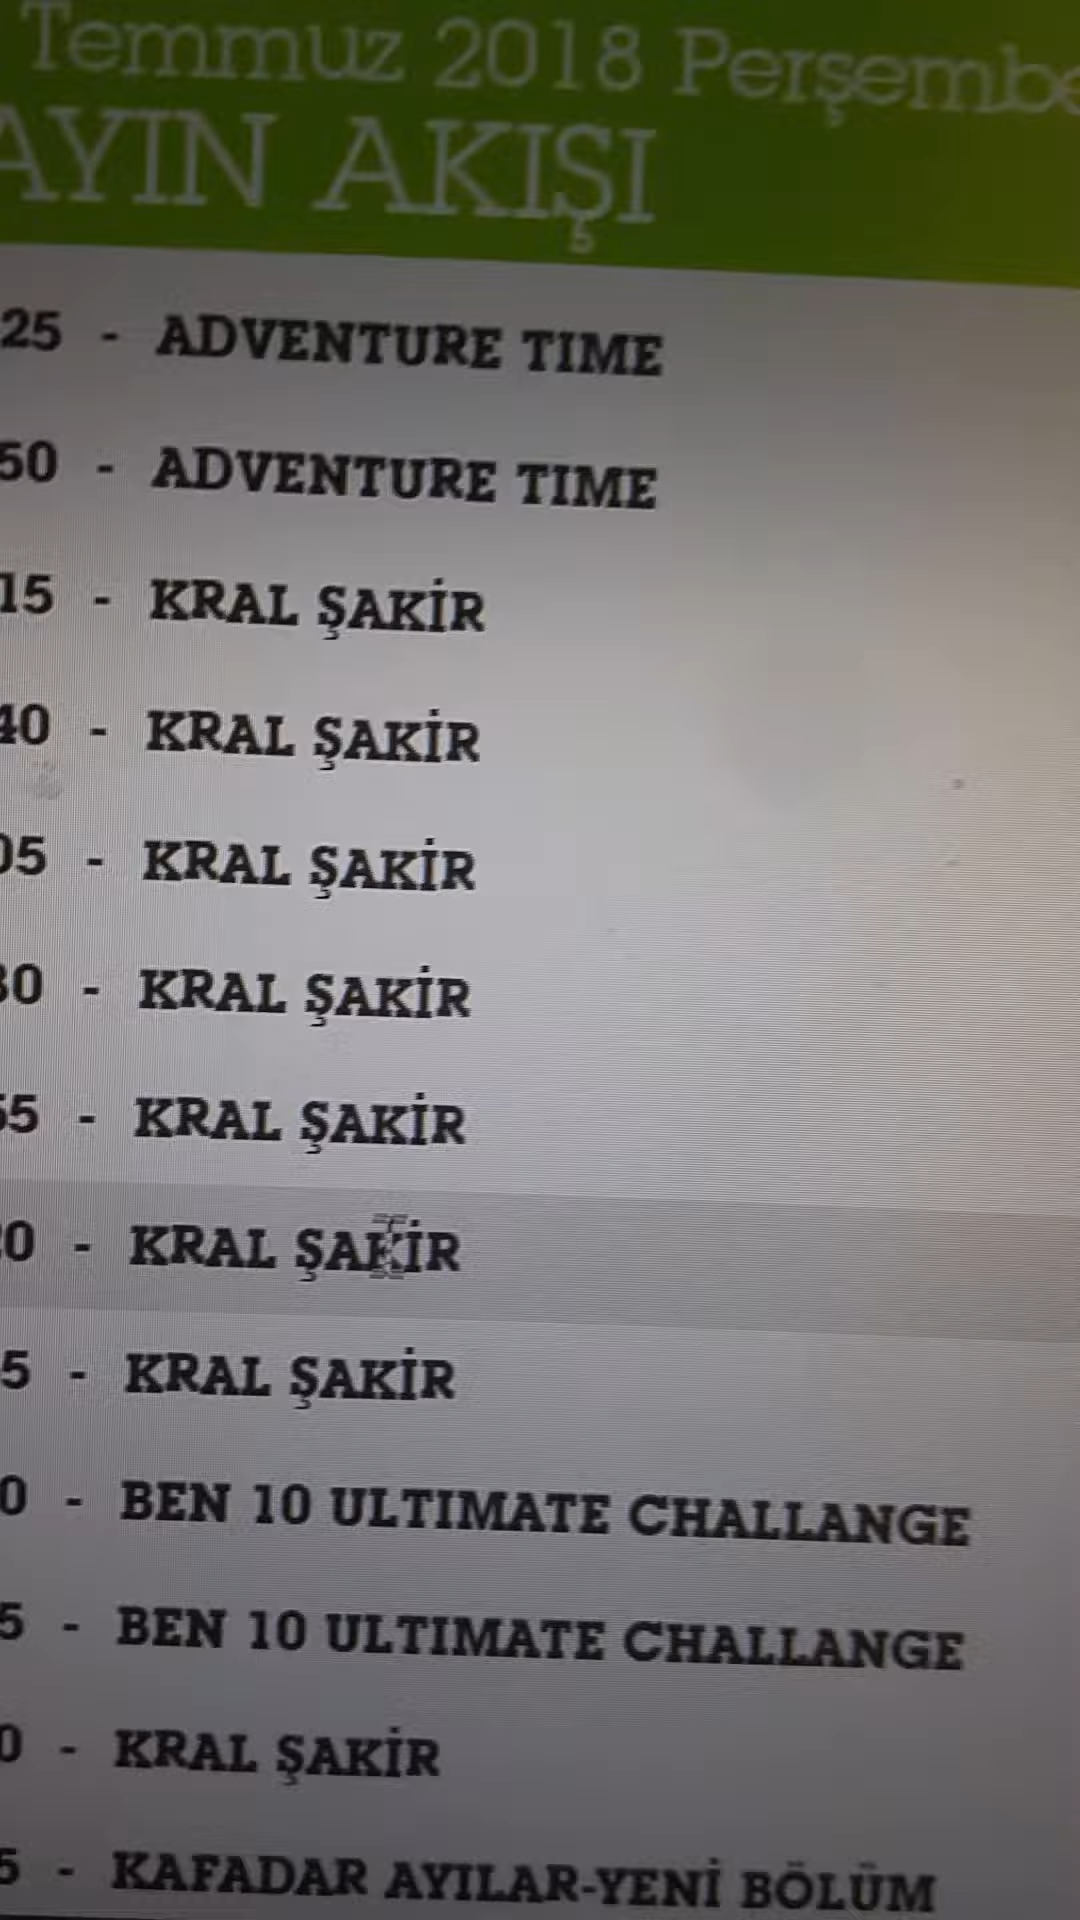 Temmuz 2018 Perşembe
AYIN AKIŞI
25 - ADVENTURE TIME
50 - ADVENTURE TIME
15 - KRAL ŞAKİR
40 - KRAL ŞAKİR
05 - KRAL ŞAKİR
30 - KRAL ŞAKİR
55 - KRAL ŞAKİR
20 - KRAL ŞAKİR
5 - KRAL ŞAKİR
0 - BEN 10 ULTIMATE CHALLANGE
5 - BEN 10 ULTIMATE CHALLANGE
0 - KRAL ŞAKİR
5 - KAFADAR AYILAR-YENİ BÖLÜM